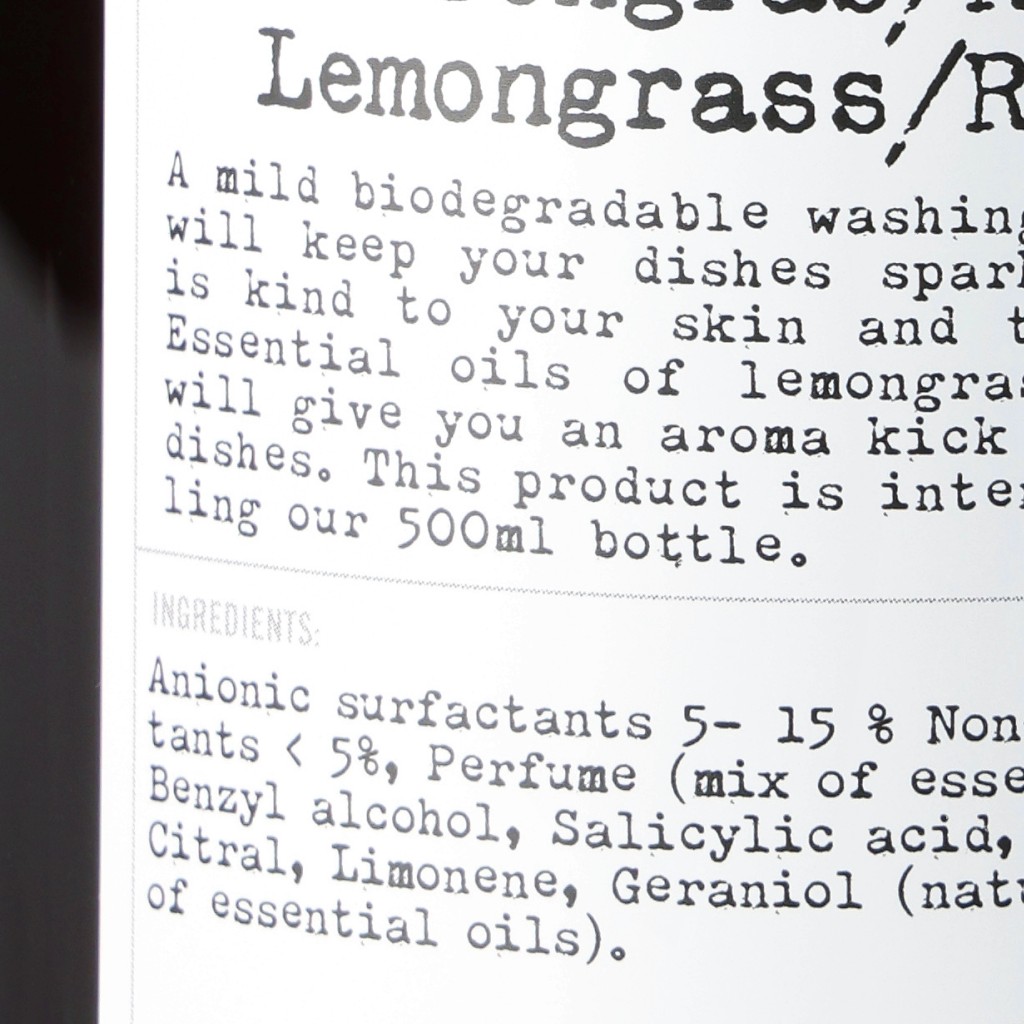 Lemongrass/R
A mild biodegradable washing
will keep your dishes spar
is kind to your skin and
Essential oils of lemongras
will give you an aroma kick
dishes. This product is inte
ling our 500ml bottle.
INGREDIENTS:
Anionic surfactants 5- 15 % Non
tants < 5%, Perfume (mix of esse
Benzyl alcohol, Salicylic acid,
Citral, Limonene, Geraniol (nat
of essential oils).